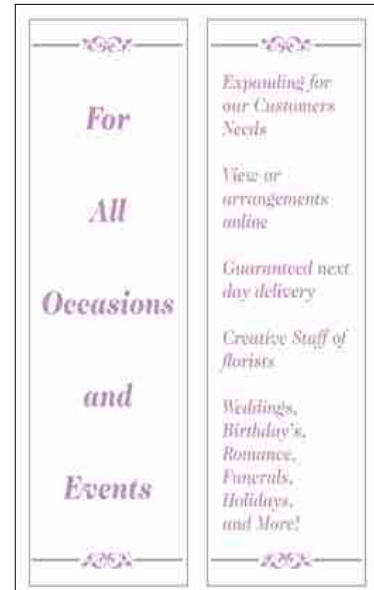 For
All
Occasions
and
Events
Expanding for
our Customers
Needs
View or
arrangements
online
Guaranteed next
day delivery
Creative Staff of
florists
Weddings,
Birthday's,
Romance,
Funerals,
Holidays,
and More!